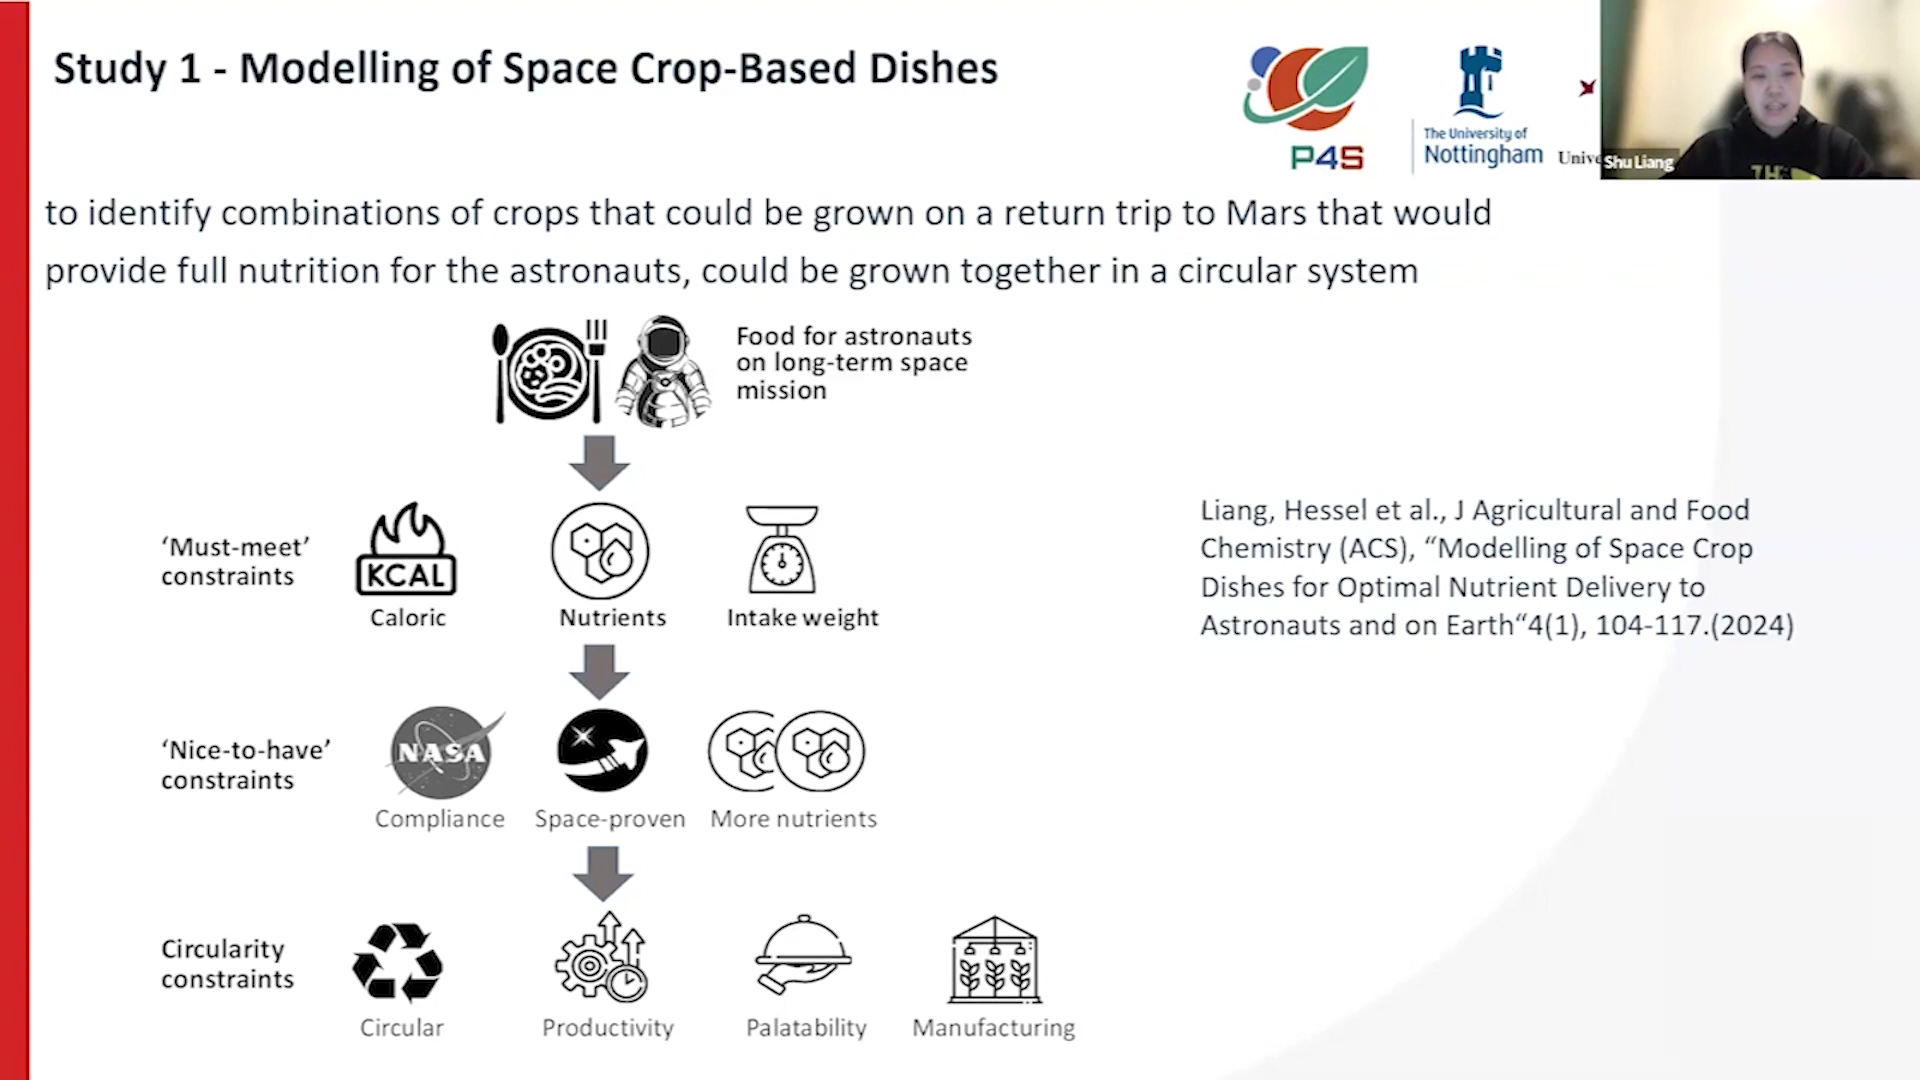 Study 1 - Modelling of Space Crop-Based Dishes
P4S
The University of
Nottingham
Shu Liang
to identify combinations of crops that could be grown on a return trip to Mars that would
provide full nutrition for the astronauts, could be grown together in a circular system
Food for astronauts
on long-term space
mission
‘Must-meet’
constraints
KCAL
Caloric
Nutrients
Intake weight
Liang, Hessel et al., J Agricultural and Food
Chemistry (ACS), “Modelling of Space Crop
Dishes for Optimal Nutrient Delivery to
Astronauts and on Earth“4(1), 104-117.(2024)
‘Nice-to-have’
constraints
NASA
Compliance
Space-proven
More nutrients
Circularity
constraints
Circular
Productivity
Palatability
Manufacturing